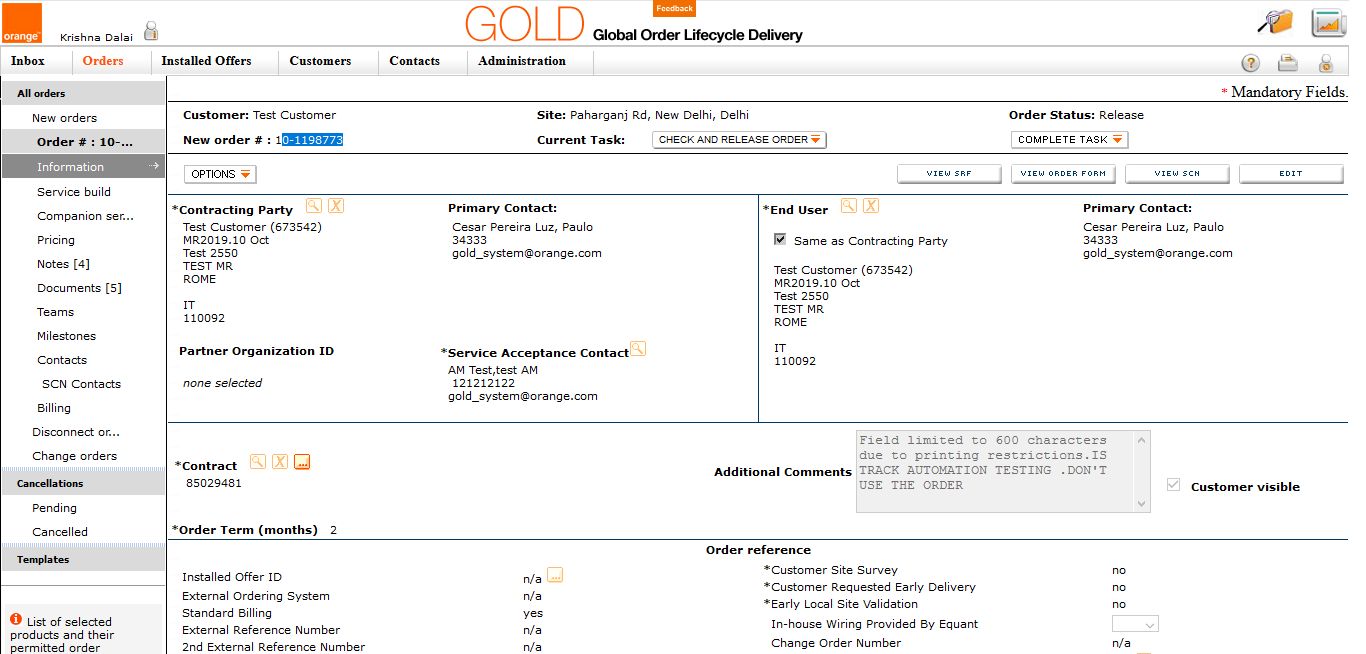 Feedback
orange™
Krishna Dalai
GOLD Global Order Lifecycle Delivery
Inbox Orders Installed Offers Customers Contacts Administration
* Mandatory Fields.
All orders
New orders
Order # : 10-...
Information
Service build
Companion ser...
Pricing
Notes [4]
Documents [5]
Teams
Milestones
Contacts
SCN Contacts
Billing
Disconnect or...
Change orders
Cancellations
Pending
Cancelled
Templates
List of selected
products and their
permitted order
Customer: Test Customer Site: Paharganj Rd, New Delhi, Delhi Order Status: Release
New order # : 10-1198773 Current Task: CHECK AND RELEASE ORDER COMPLETE TASK
OPTIONS VIEW SRF VIEW ORDER FORM VIEW SCN EDIT
*Contracting Party X
Test Customer (673542)
MR2019.10 Oct
Test 2550
TEST MR
ROME
IT
110092
Primary Contact:
Cesar Pereira Luz, Paulo
34333
gold_system@orange.com
Partner Organization ID
none selected
*Service Acceptance Contact
AM Test,test AM
121212122
gold_system@orange.com
*End User X
Same as Contracting Party
Test Customer (673542)
MR2019.10 Oct
Test 2550
TEST MR
ROME
IT
110092
Primary Contact:
Cesar Pereira Luz, Paulo
34333
gold_system@orange.com
*Contract X ...
85029481
Additional Comments
Field limited to 600 characters
due to printing restrictions.IS
TRACK AUTOMATION TESTING .DON'T
USE THE ORDER
Customer visible
*Order Term (months) 2
Order reference
Installed Offer ID n/a ...
External Ordering System n/a
Standard Billing yes
External Reference Number n/a
2nd External Reference Number n/a
*Customer Site Survey no
*Customer Requested Early Delivery no
*Early Local Site Validation no
In-house Wiring Provided By Equant
Change Order Number n/a